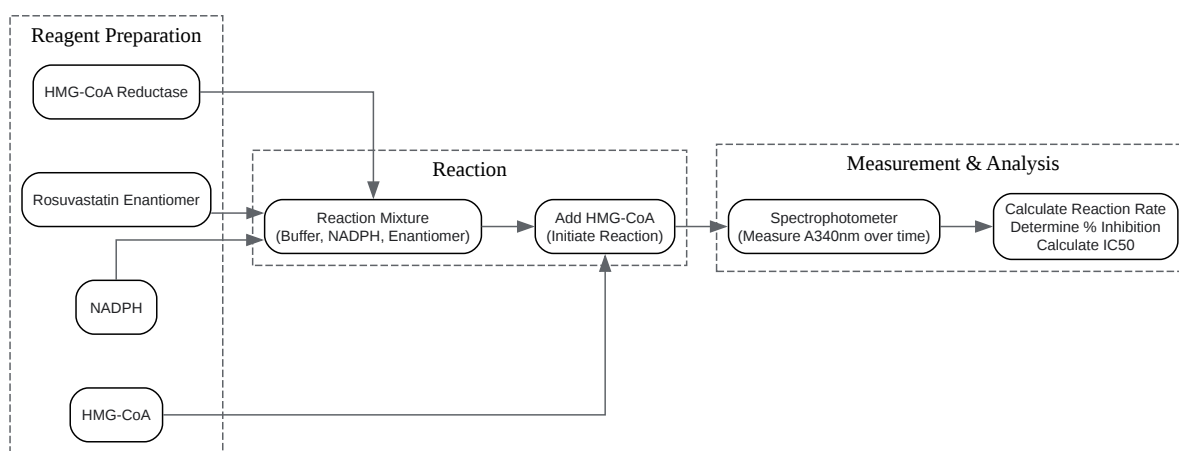 Reagent Preparation
HMG-CoA Reductase
Rosuvastatin Enantiomer
NADPH
HMG-CoA
Reaction
Reaction Mixture
(Buffer, NADPH, Enantiomer)
Add HMG-CoA
(Initiate Reaction)
Measurement & Analysis
Spectrophotometer
(Measure A340nm over time)
Calculate Reaction Rate
Determine % Inhibition
Calculate IC50